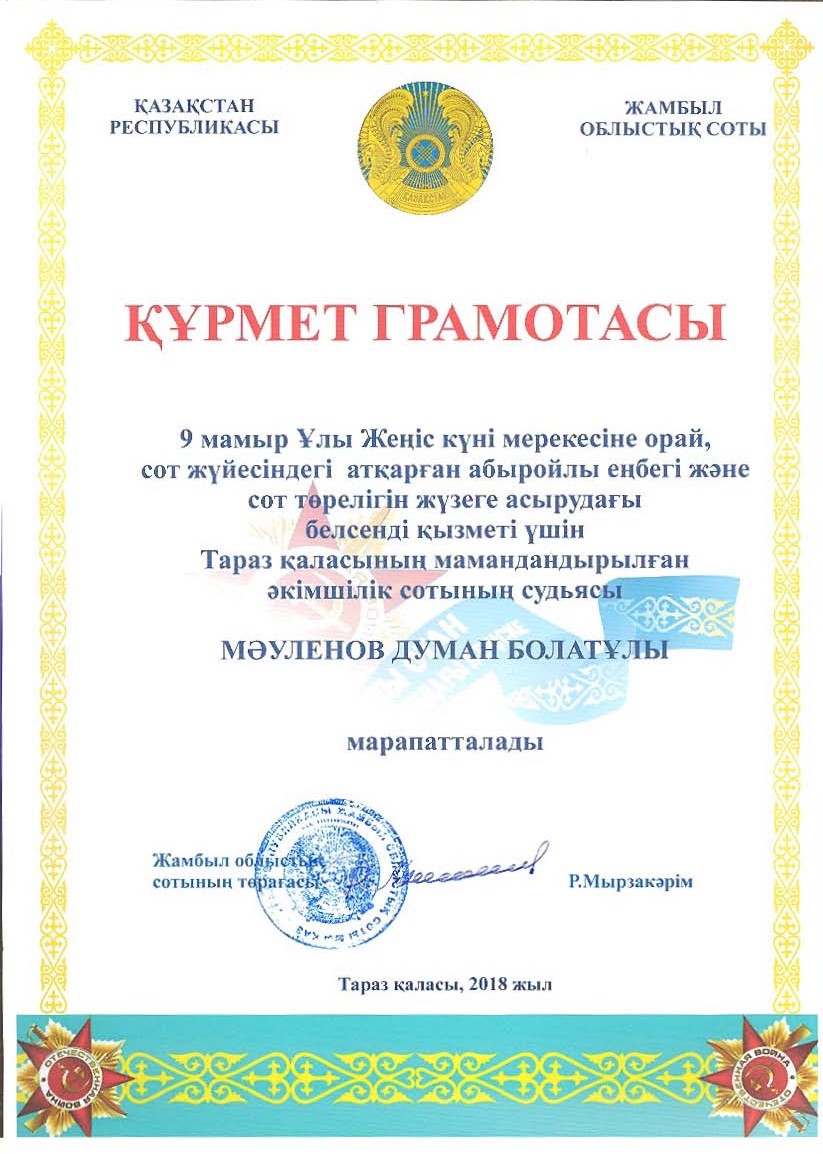 ҚАЗАҚСТАН
РЕСПУБЛИКАСЫ
ЖАМБЫЛ
ОБЛЫСТЫҚ СОТЫ
ҚАЗАҚСТАН
ҚҰРМЕТ ГРАМОТАСЫ
9 мамыр Ұлы Жеңіс күні мерекесіне орай,
сот жүйесіндегі атқарған абыройлы еңбегі және
сот төрелігін жүзеге асырудағы
белсенді қызметі үшін
Тараз қаласының мамандандырылған
әкімшілік сотының судьясы
МӘУЛЕНОВ ДУМАН БОЛАТҰЛЫ
марапатталады
Жамбыл облыстық
сотының төрағасы
Р.Мырзакәрім
Тараз қаласы, 2018 жыл
ОТЕЧЕСТВЕННАЯ ВОЙНА
ОТЕЧЕСТВЕННАЯ ВОЙНА